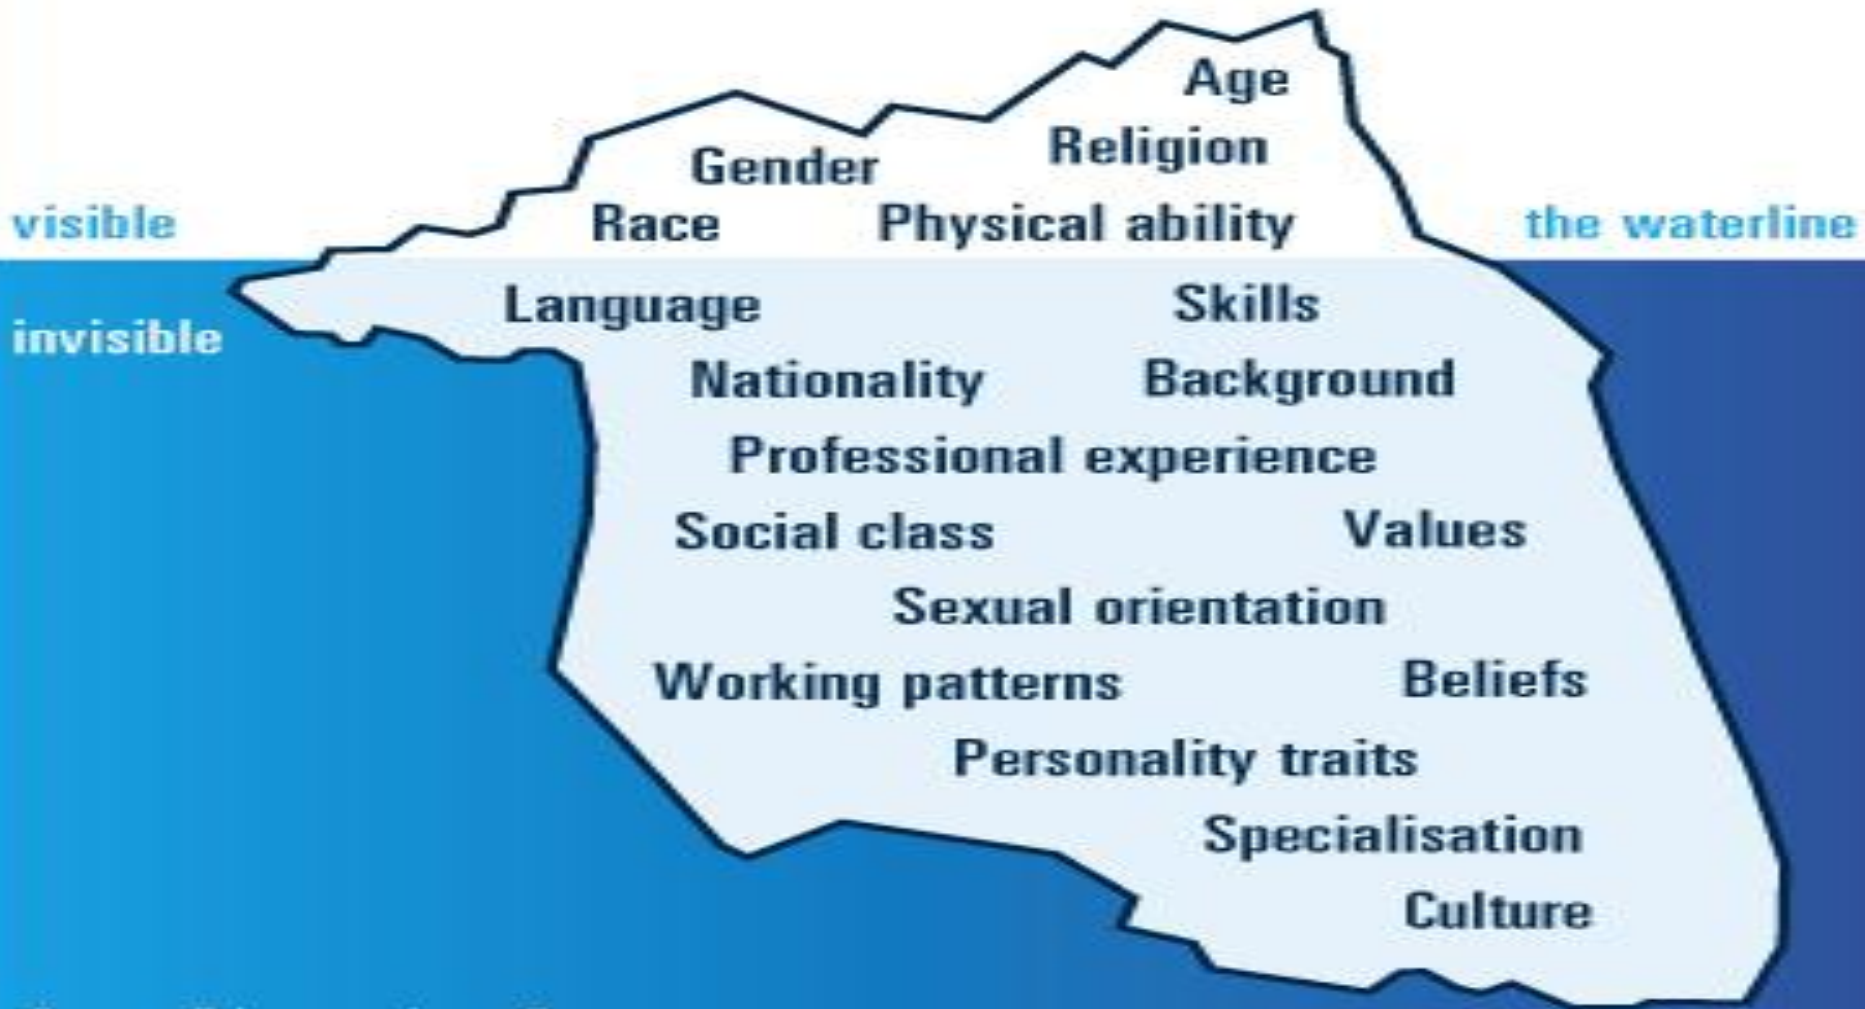 Age
Gender Religion
visible Race Physical ability the waterline
invisible Language Skills
Nationality Background
Professional experience
Social class Values
Sexual orientation
Working patterns Beliefs
Personality traits
Specialisation
Culture